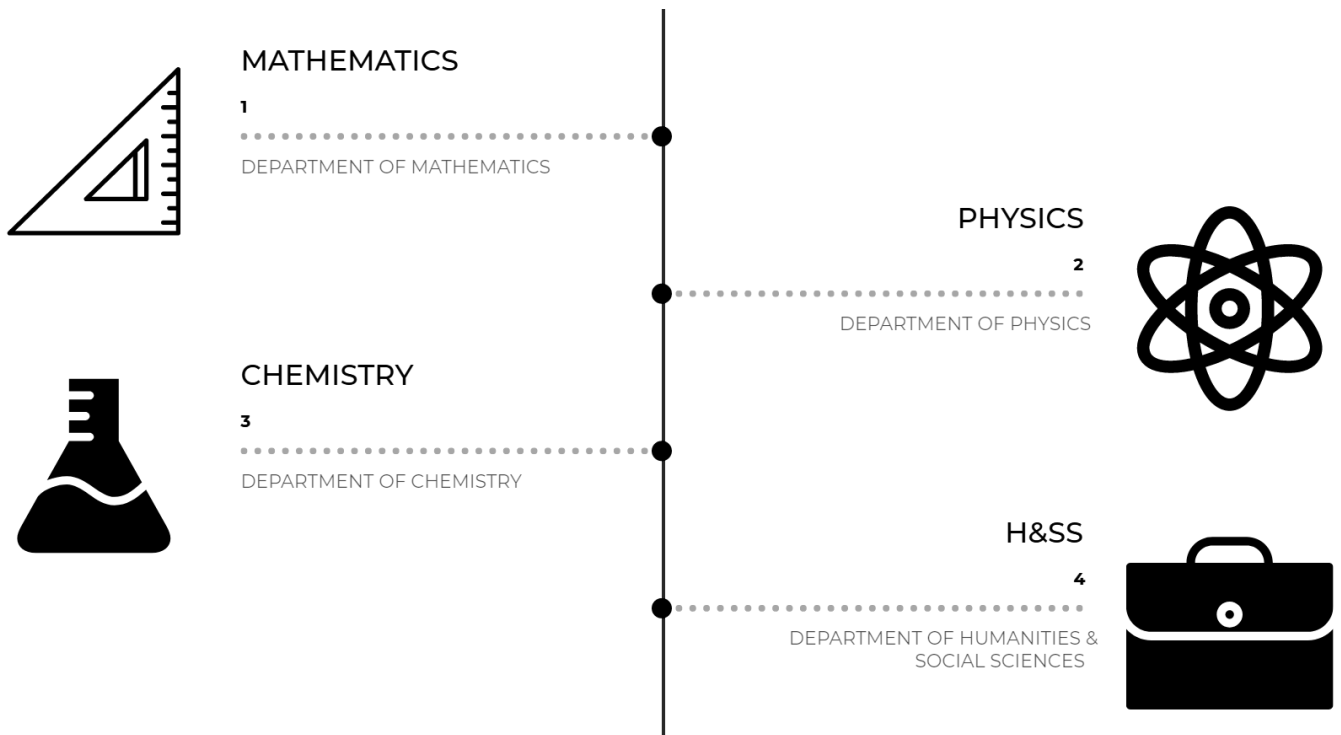 MATHEMATICS
1
DEPARTMENT OF MATHEMATICS
PHYSICS
2
DEPARTMENT OF PHYSICS
CHEMISTRY
3
DEPARTMENT OF CHEMISTRY
H&SS
4
DEPARTMENT OF HUMANITIES &
SOCIAL SCIENCES